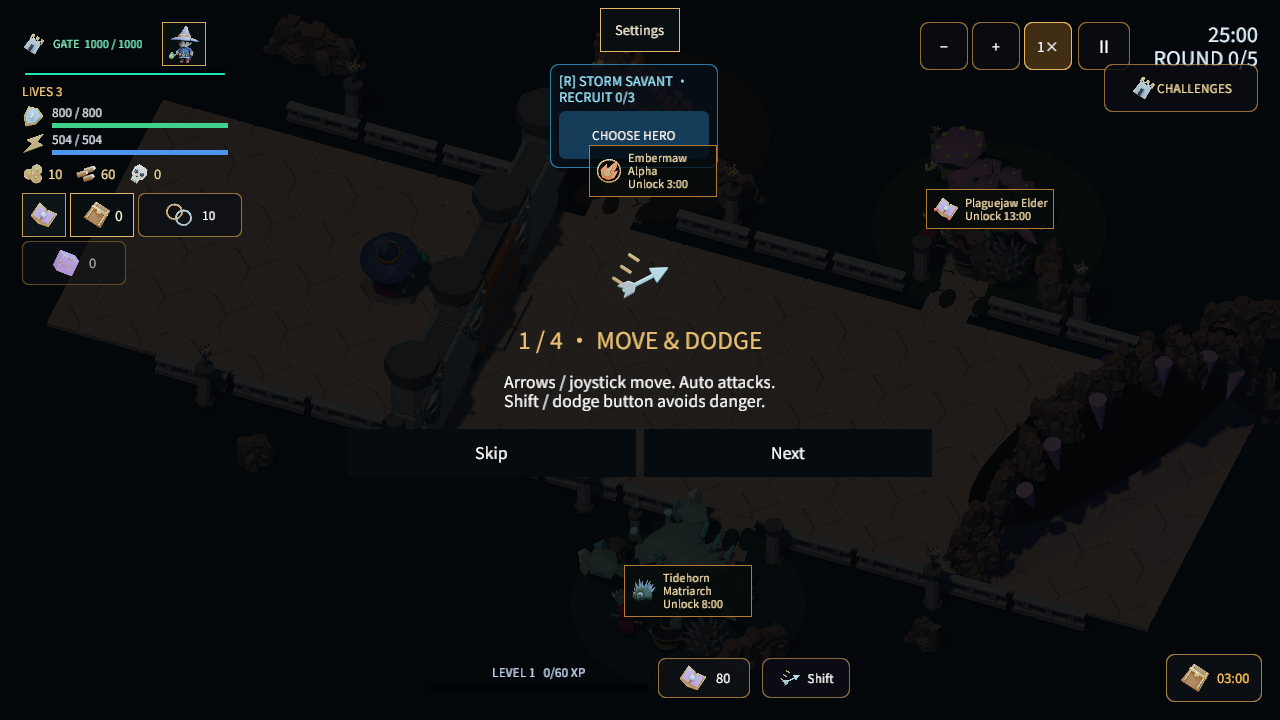 GATE 1000 / 1000
LIVES 3
800 / 800
504 / 504
10
60
0
0
10
0
Settings
[R] STORM SAVANT •
RECRUIT 0/3
CHOOSE HERO
Embermaw
Alpha
Unlock 3:00
−
+
1×
25:00
ROUND 0/5
CHALLENGES
Plaguejaw Elder
Unlock 13:00
1 / 4 • MOVE & DODGE
Arrows / joystick move. Auto attacks.
Shift / dodge button avoids danger.
Skip
Next
Tidehorn
Matriarch
Unlock 8:00
LEVEL 1 0/60 XP
80
Shift
03:00